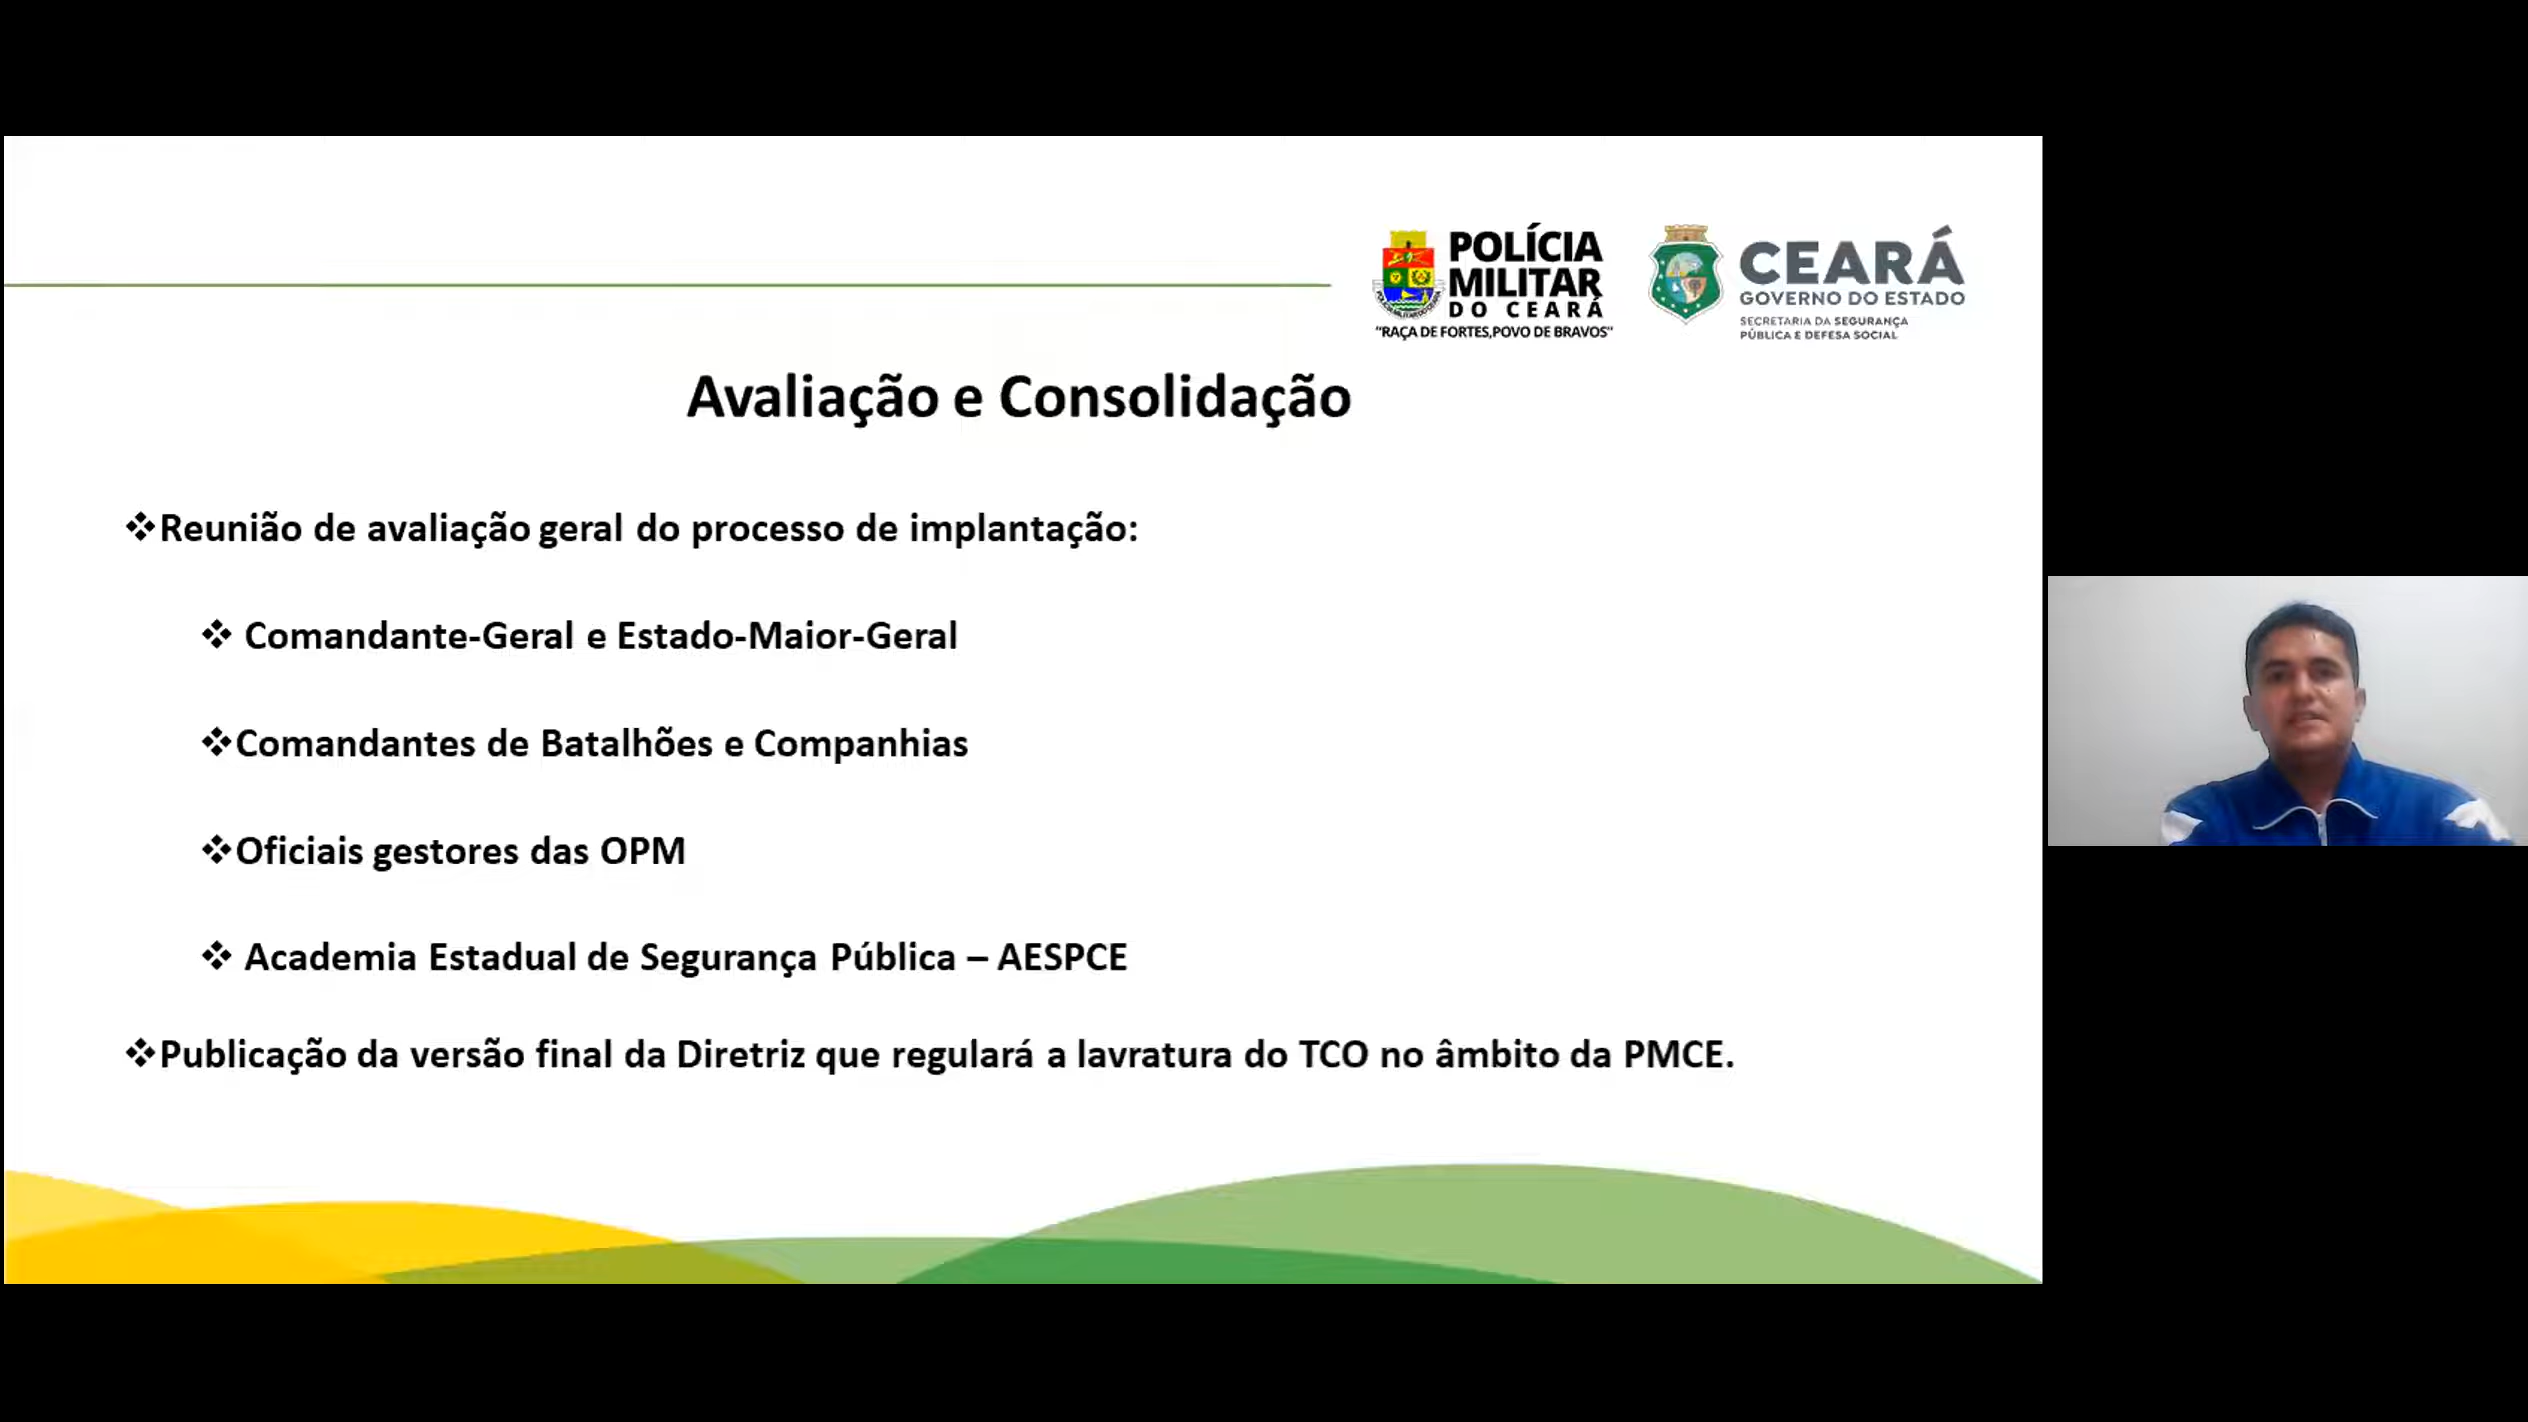 POLÍCIA
MILITAR
DO CEARÁ
"RAÇA DE FORTES,POVO DE BRAVOS"
CEARÁ
GOVERNO DO ESTADO
SECRETARIA DA SEGURANÇA
PÚBLICA E DEFESA SOCIAL
Avaliação e Consolidação
❖Reunião de avaliação geral do processo de implantação:
❖ Comandante-Geral e Estado-Maior-Geral
❖Comandantes de Batalhões e Companhias
❖Oficiais gestores das OPM
❖ Academia Estadual de Segurança Pública – AESPCE
❖Publicação da versão final da Diretriz que regulará a lavratura do TCO no âmbito da PMCE.